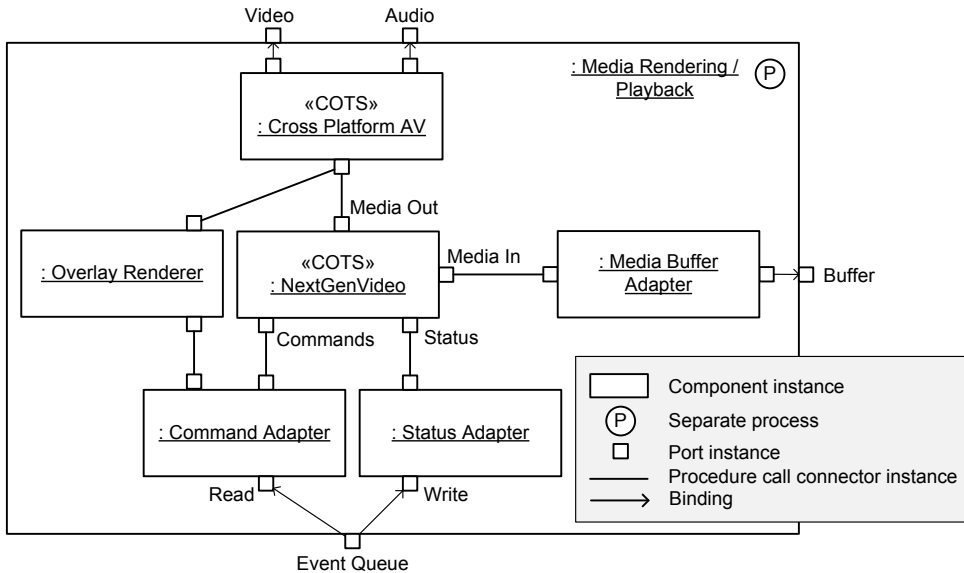 Video
Audio
: Media Rendering /
Playback
P
«COTS»
: Cross Platform AV
Media Out
: Overlay Renderer
«COTS»
: NextGenVideo
Media In
: Media Buffer
Adapter
Buffer
Commands
Status
: Command Adapter
: Status Adapter
Read
Write
Event Queue
Component instance
P
Separate process
Port instance
Procedure call connector instance
Binding